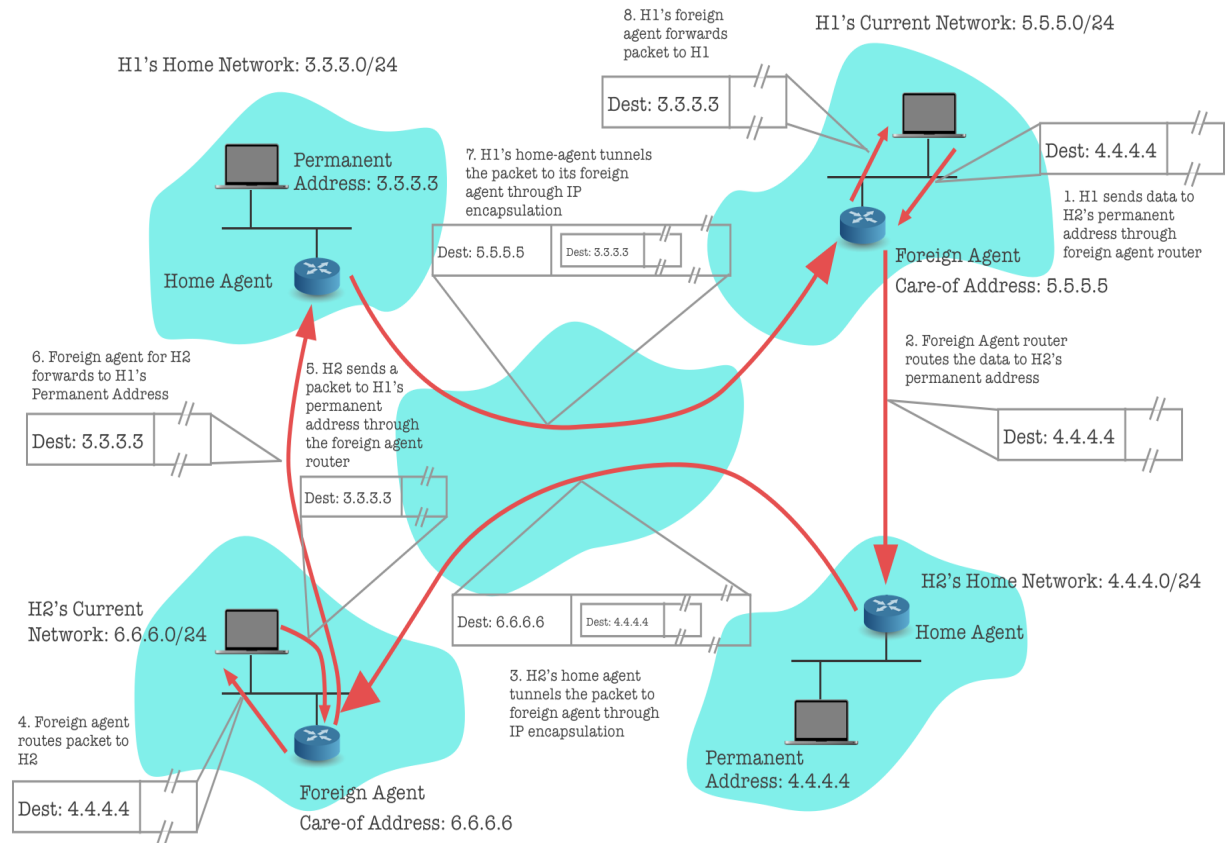 H1's Home Network: 3.3.3.0/24
Permanent
Address: 3.3.3.3
Home Agent
8. H1's foreign
agent forwards
packet to H1
H1's Current Network: 5.5.5.0/24
Dest: 3.3.3.3
Dest: 4.4.4.4
1. H1 sends data to
H2's permanent
address through
foreign agent router
Foreign Agent
Care-of Address: 5.5.5.5
7. H1's home-agent tunnels
the packet to its foreign
agent through IP
encapsulation
Dest: 5.5.5.5
Dest: 3.3.3.3
2. Foreign Agent router
routes the data to H2's
permanent address
Dest: 4.4.4.4
6. Foreign agent for H2
forwards to H1's
Permanent Address
Dest: 3.3.3.3
5. H2 sends a
packet to H1's
permanent
address through
the foreign agent
router
Dest: 3.3.3.3
H2's Home Network: 4.4.4.0/24
Home Agent
Permanent
Address: 4.4.4.4
Dest: 6.6.6.6
Dest: 4.4.4.4
3. H2's home agent
tunnels the packet to
foreign agent through
IP encapsulation
H2's Current
Network: 6.6.6.0/24
4. Foreign agent
routes packet to
H2
Dest: 4.4.4.4
Foreign Agent
Care-of Address: 6.6.6.6